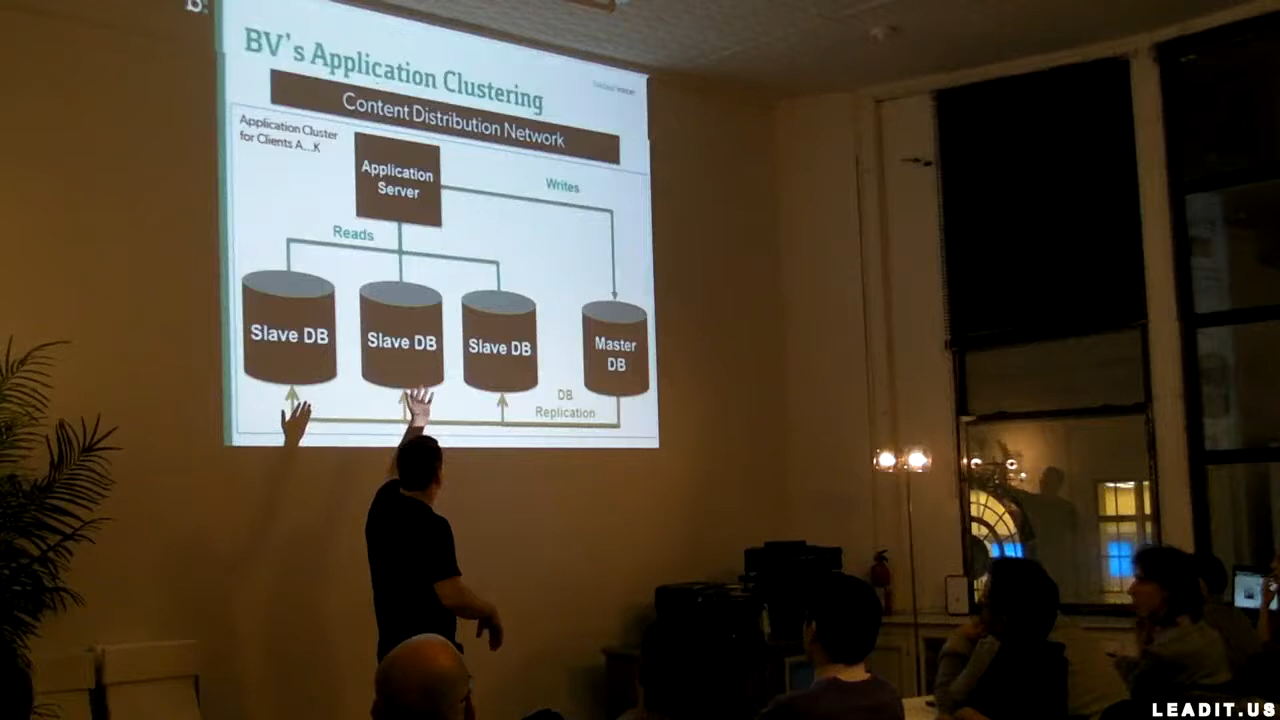 B:
BV's Application Clustering
Content Distribution Network
Application Cluster
for Clients A...K
Application
Server
Writes
Reads
Slave DB
Slave DB
Slave DB
Master
DB
DB
Replication
LEADIT.US